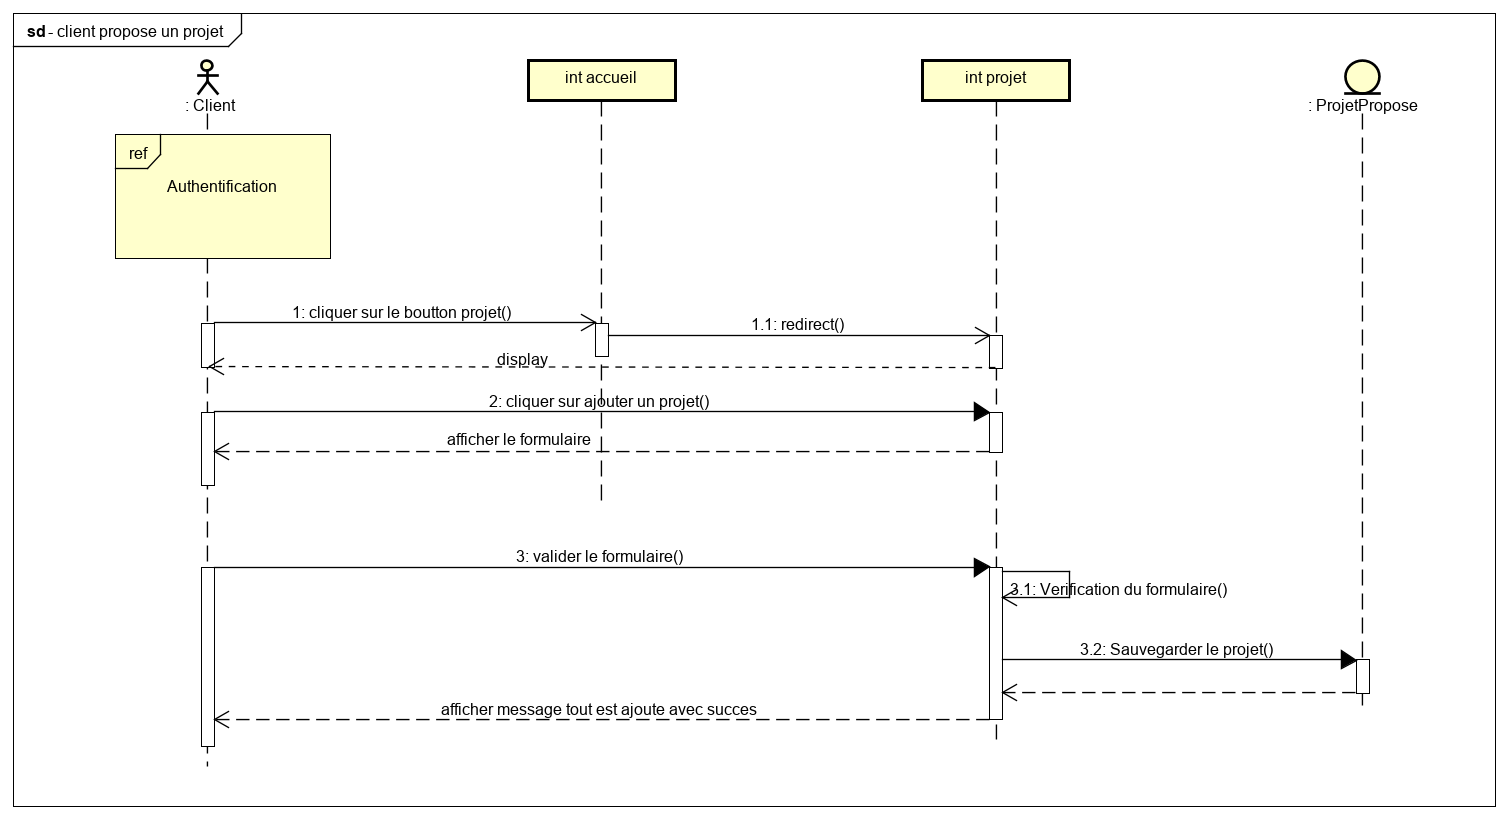 sd - client propose un projet
: Client
int accueil
int projet
: ProjetPropose
ref
Authentification
1: cliquer sur le boutton projet()
1.1: redirect()
display
2: cliquer sur ajouter un projet()
afficher le formulaire
3: valider le formulaire()
3.1: Verification du formulaire()
3.2: Sauvegarder le projet()
afficher message tout est ajoute avec succes